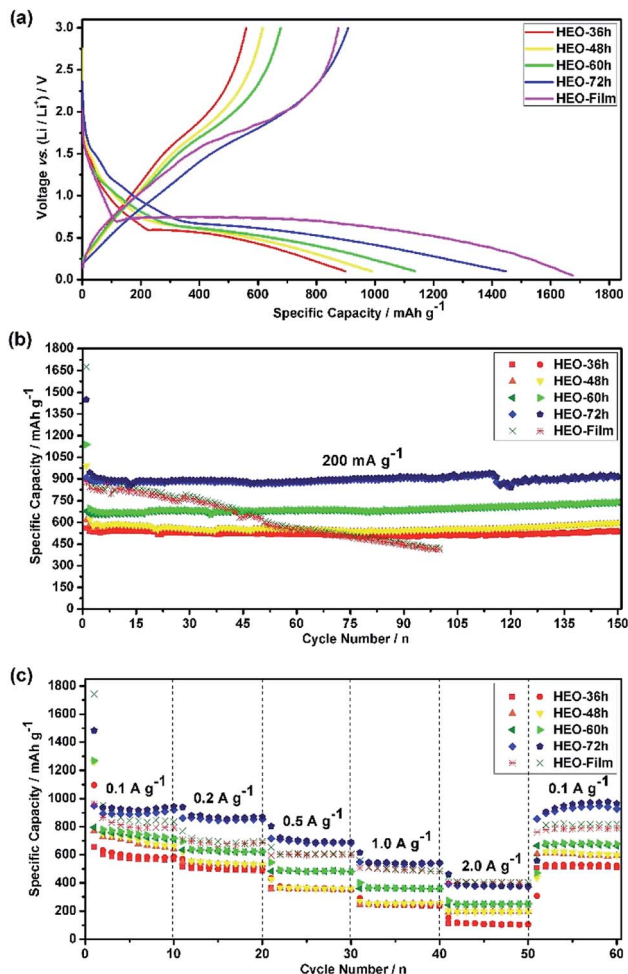 (a)
3.0
2.5
2.0
1.5
1.0
0.5
0.0
Voltage vs. (Li / Li⁺) / V
HEO-36h
HEO-48h
HEO-60h
HEO-72h
HEO-Film
0 200 400 600 800 1000 1200 1400 1600 1800
Specific Capacity / mAh g⁻¹
(b)
1800
1650
1500
1350
1200
1050
900
750
600
450
300
150
0
Specific Capacity / mAh g⁻¹
HEO-36h
HEO-48h
HEO-60h
HEO-72h
HEO-Film
200 mA g⁻¹
0 15 30 45 60 75 90 105 120 135 150
Cycle Number / n
(c)
1800
1600
1400
1200
1000
800
600
400
200
0
Specific Capacity / mAh g⁻¹
HEO-36h
HEO-48h
HEO-60h
HEO-72h
HEO-Film
0.1 A g⁻¹
0.2 A g⁻¹
0.5 A g⁻¹
1.0 A g⁻¹
2.0 A g⁻¹
0.1 A g⁻¹
0 10 20 30 40 50 60
Cycle Number / n